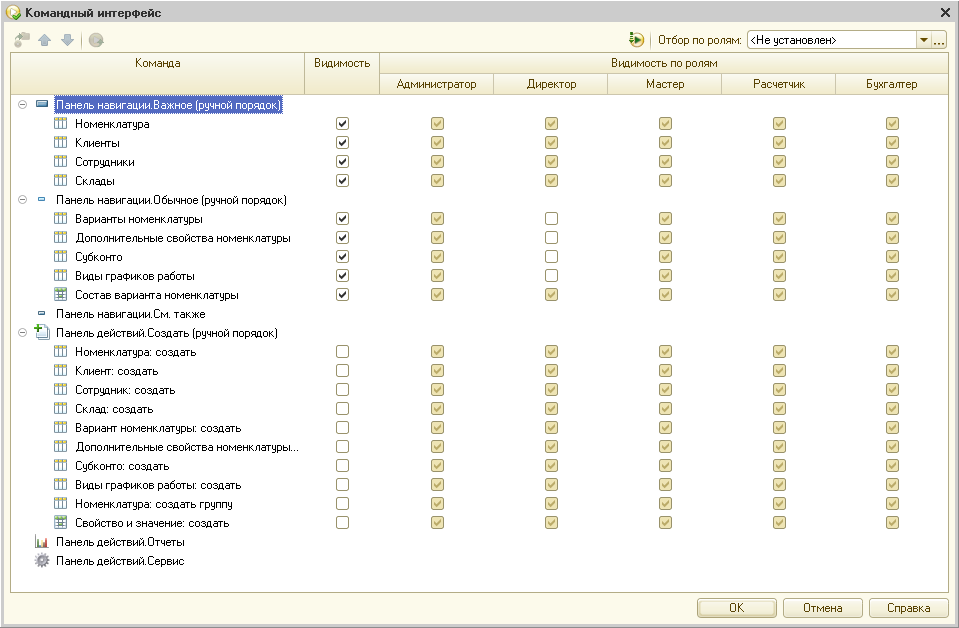 Командный интерфейс
Отбор по ролям: <Не установлен>
Команда Видимость Видимость по ролям
Администратор Директор Мастер Расчетчик Бухгалтер
Панель навигации.Важное (ручной порядок)
Номенклатура
Клиенты
Сотрудники
Склады
Панель навигации.Обычное (ручной порядок)
Варианты номенклатуры
Дополнительные свойства номенклатуры
Субконто
Виды графиков работы
Состав варианта номенклатуры
Панель навигации.См. также
Панель действий.Создать (ручной порядок)
Номенклатура: создать
Клиент: создать
Сотрудник: создать
Склад: создать
Вариант номенклатуры: создать
Дополнительные свойства номенклатуры...
Субконто: создать
Виды графиков работы: создать
Номенклатура: создать группу
Свойство и значение: создать
Панель действий.Отчеты
Панель действий.Сервис
OK Отмена Справка